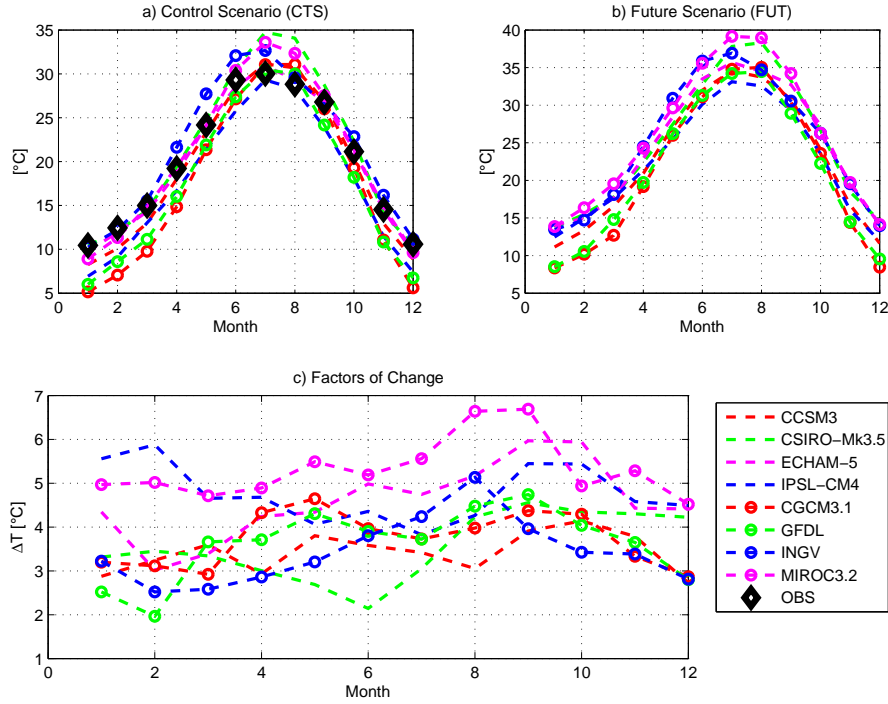 a) Control Scenario (CTS)
35
30
25
20
15
10
5
[°C]
0 2 4 6 8 10 12
Month
b) Future Scenario (FUT)
40
35
30
25
20
15
10
5
[°C]
0 2 4 6 8 10 12
Month
c) Factors of Change
7
6
5
4
3
2
1
ΔT [°C]
0 2 4 6 8 10 12
Month
CCSM3
CSIRO−Mk3.5
ECHAM−5
IPSL−CM4
CGCM3.1
GFDL
INGV
MIROC3.2
OBS